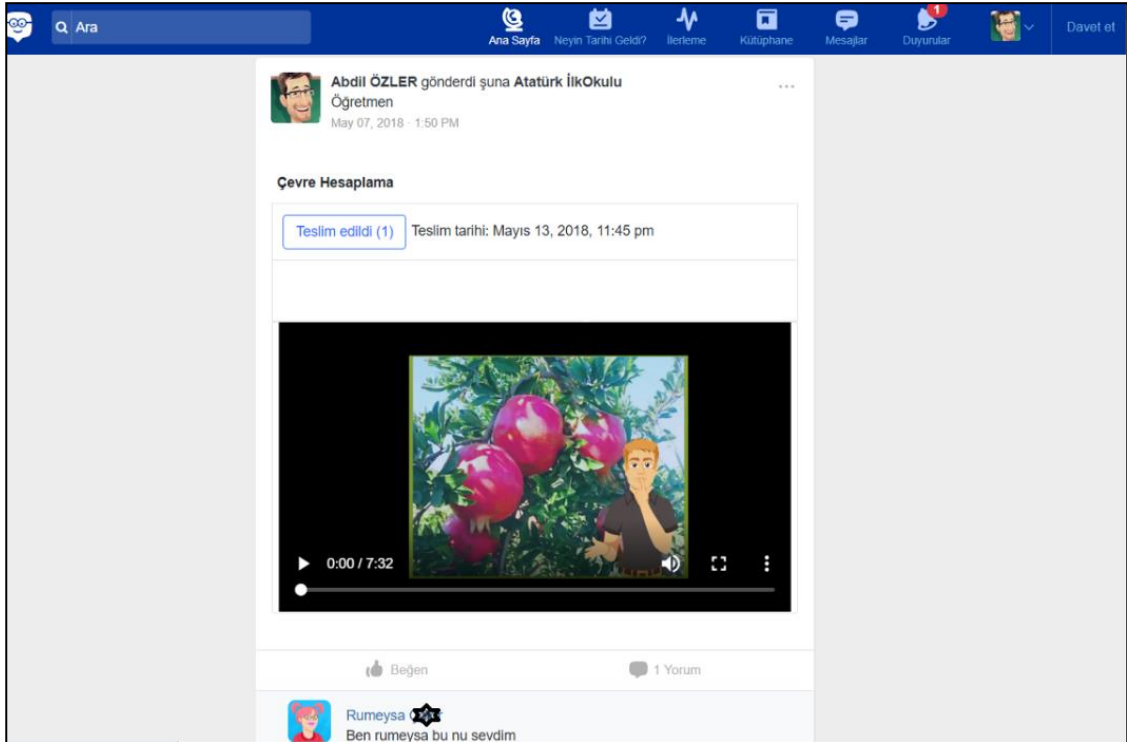 Ara
Ana Sayfa
Neyin Tarihi Geldi?
İlerleme
Kütüphane
Mesajlar
1
Duyurular
Davet et
Abdil ÖZLER gönderdi şuna Atatürk İlkOkulu
Öğretmen
May 07, 2018 · 1:50 PM
Çevre Hesaplama
Teslim edildi (1)
Teslim tarihi: Mayıs 13, 2018, 11:45 pm
0:00 / 7:32
Beğen
1 Yorum
Rumeysa
Ben rumeysa bu nu sevdim